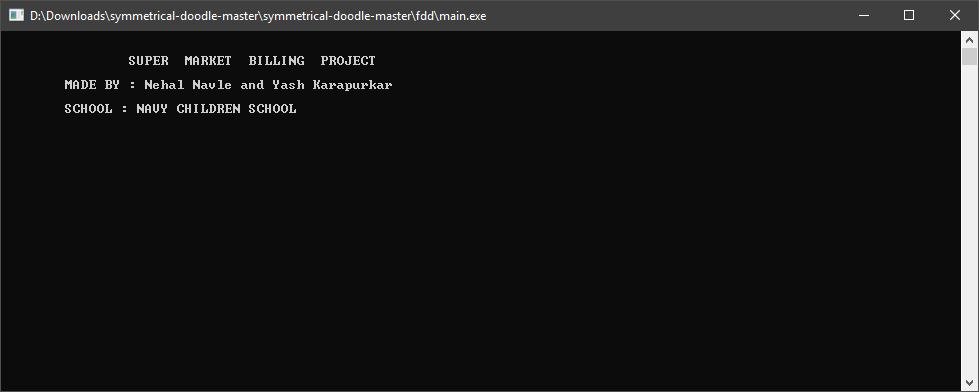 D:\Downloads\symmetrical-doodle-master\symmetrical-doodle-master\fdd\main.exe
SUPER MARKET BILLING PROJECT
MADE BY : Nehal Navle and Yash Karapurkar
SCHOOL : NAVY CHILDREN SCHOOL